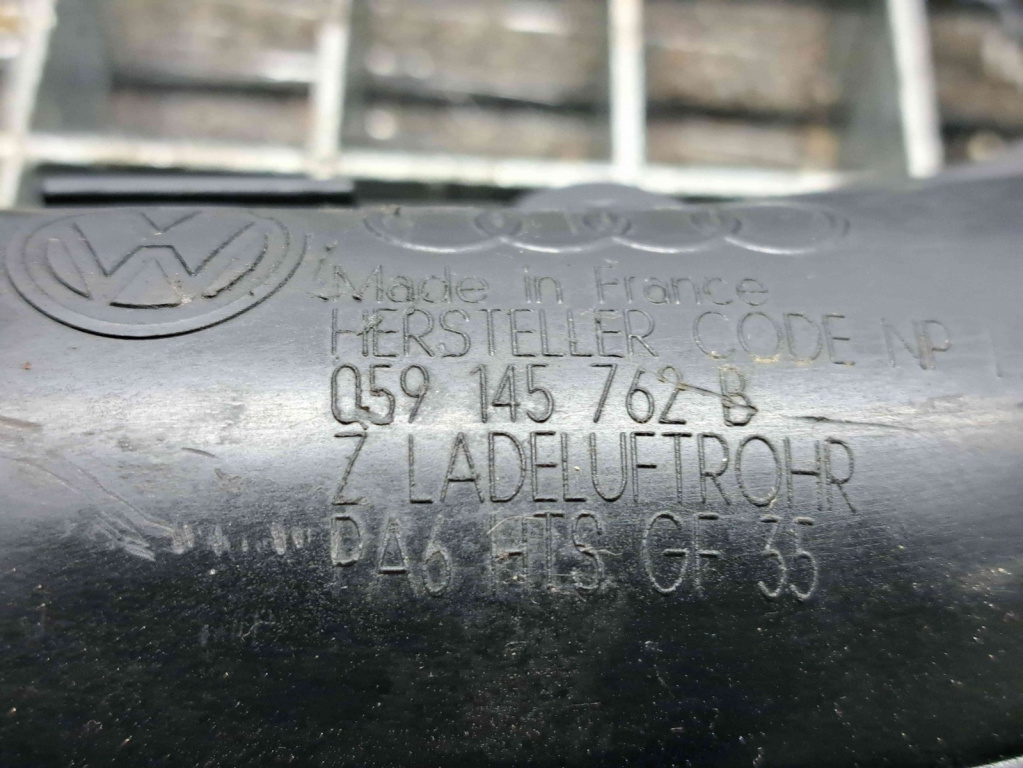 Made in France
HERSTELLER CODE NP
059 145 762 B
Z LADELUFTROHR
PA6 HTS GF 35